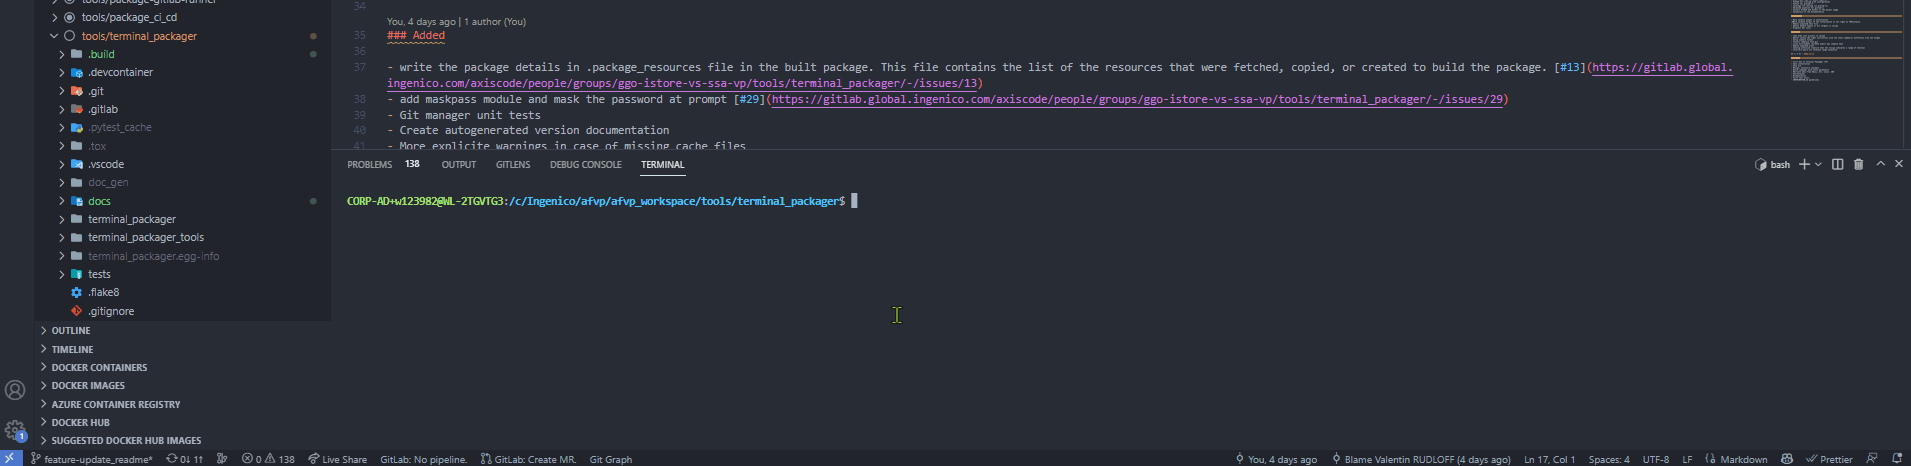 tools/package-gitlab-runner
tools/package_ci_cd
tools/terminal_packager
.build
.devcontainer
.git
.gitlab
.pytest_cache
.tox
.vscode
doc_gen
docs
terminal_packager
terminal_packager_tools
terminal_packager.egg-info
tests
.flake8
.gitignore
OUTLINE
TIMELINE
DOCKER CONTAINERS
DOCKER IMAGES
AZURE CONTAINER REGISTRY
DOCKER HUB
SUGGESTED DOCKER HUB IMAGES
1
34
You, 4 days ago | 1 author (You)
35 ### Added
36
37 - write the package details in .package_resources file in the built package. This file contains the list of the resources that were fetched, copied, or created to build the package. [#13](https://gitlab.global.
ingenico.com/axiscode/people/groups/ggo-istore-vs-ssa-vp/tools/terminal_packager/-/issues/13)
38 - add maskpass module and mask the password at prompt [#29](https://gitlab.global.ingenico.com/axiscode/people/groups/ggo-istore-vs-ssa-vp/tools/terminal_packager/-/issues/29)
39 - Git manager unit tests
40 - Create autogenerated version documentation
41 - More explicite warnings in case of missing cache files
PROBLEMS 138 OUTPUT GITLENS DEBUG CONSOLE TERMINAL bash
CORP-AD+w123982@WL-2TGVTG3:/c/Ingenico/afvp/afvp_workspace/tools/terminal_packager$
feature-update_readme* 0↓ 1↑ 0 138 Live Share GitLab: No pipeline. GitLab: Create MR. Git Graph You, 4 days ago Blame Valentin RUDLOFF (4 days ago) Ln 17, Col 1 Spaces: 4 UTF-8 LF Markdown Prettier